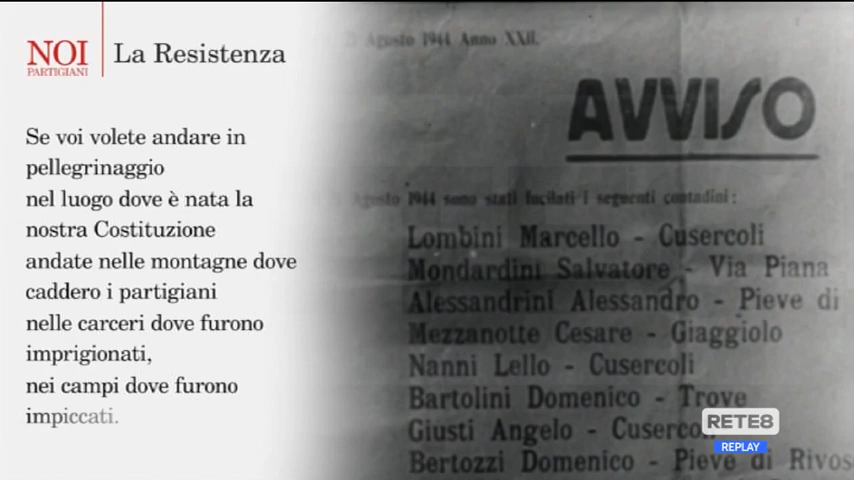 NOI
PARTIGIANI
La Resistenza
Se voi volete andare in
pellegrinaggio
nel luogo dove è nata la
nostra Costituzione
andate nelle montagne dove
caddero i partigiani
nelle carceri dove furono
imprigionati,
nei campi dove furono
impiccati.
Agosto 1944 Anno XXII.
AVVISO
Agosto 1944 sono stati fucilati i seguenti contadini:
Lombini Marcello - Cusercoli
Mondardini Salvatore - Via Piana
Alessandrini Alessandro - Pieve di
Mezzanotte Cesare - Giaggiolo
Nanni Lello - Cusercoli
Bartolini Domenico - Trove
Giusti Angelo -
Bertozzi Domenico - Pieve di
RETE8
REPLAY